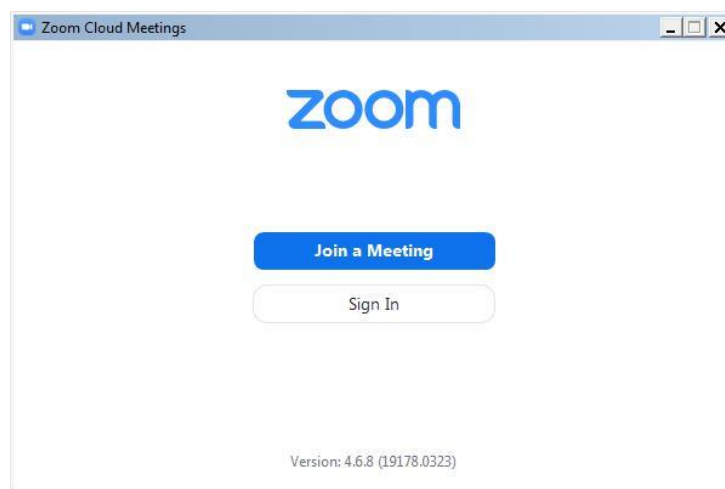 Zoom Cloud Meetings
zoom
Join a Meeting
Sign In
Version: 4.6.8 (19178.0323)